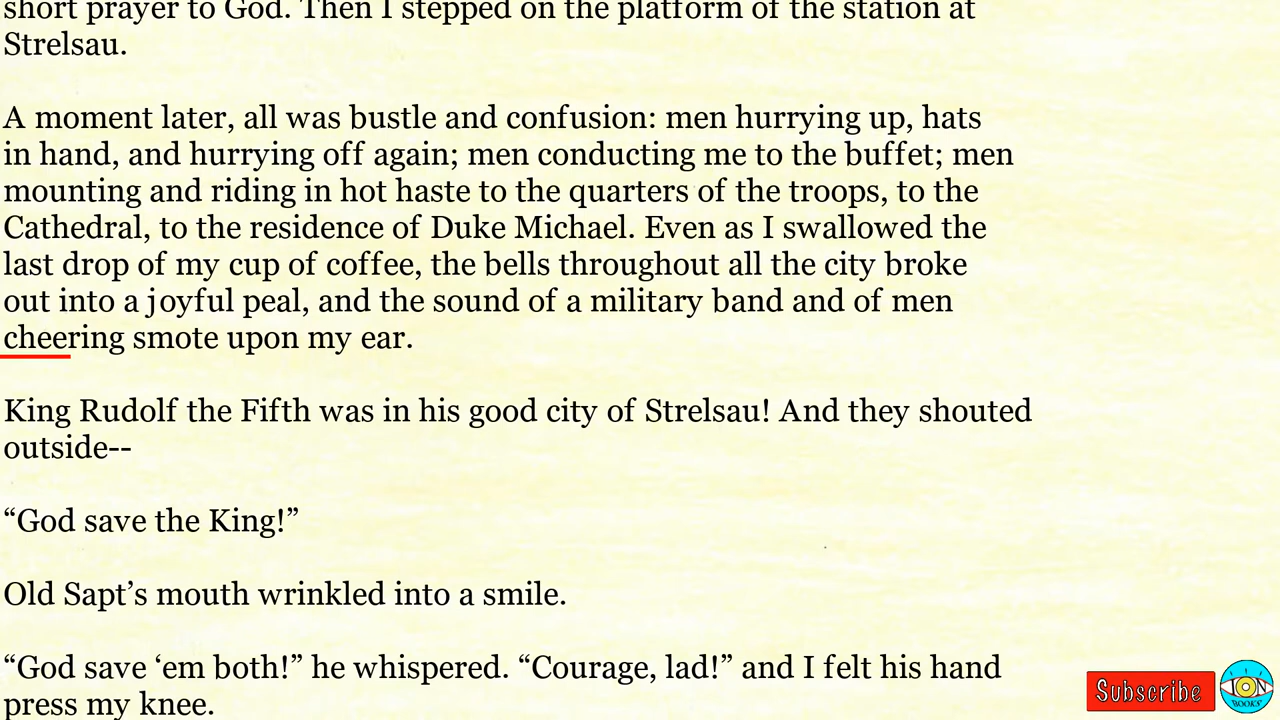 short prayer to God. Then I stepped on the platform of the station at
Strelsau.
A moment later, all was bustle and confusion: men hurrying up, hats
in hand, and hurrying off again; men conducting me to the buffet; men
mounting and riding in hot haste to the quarters of the troops, to the
Cathedral, to the residence of Duke Michael. Even as I swallowed the
last drop of my cup of coffee, the bells throughout all the city broke
out into a joyful peal, and the sound of a military band and of men
cheering smote upon my ear.
King Rudolf the Fifth was in his good city of Strelsau! And they shouted
outside--
“God save the King!”
Old Sapt’s mouth wrinkled into a smile.
“God save ‘em both!” he whispered. “Courage, lad!” and I felt his hand
press my knee.
Subscribe
ION
BOOKS